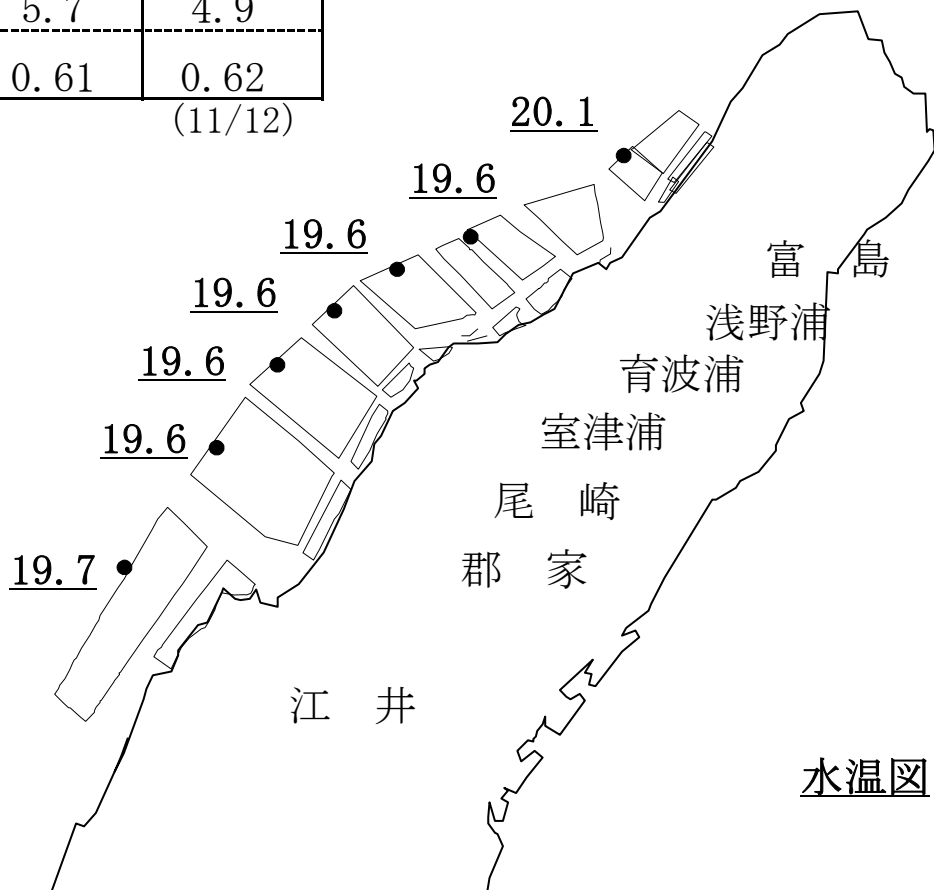 5.7 4.9
0.61 0.62
(11/12)
20.1
19.6
19.6
19.6
19.6
19.6
19.7
富 島
浅野浦
育波浦
室津浦
尾 崎
郡 家
江 井
水温図